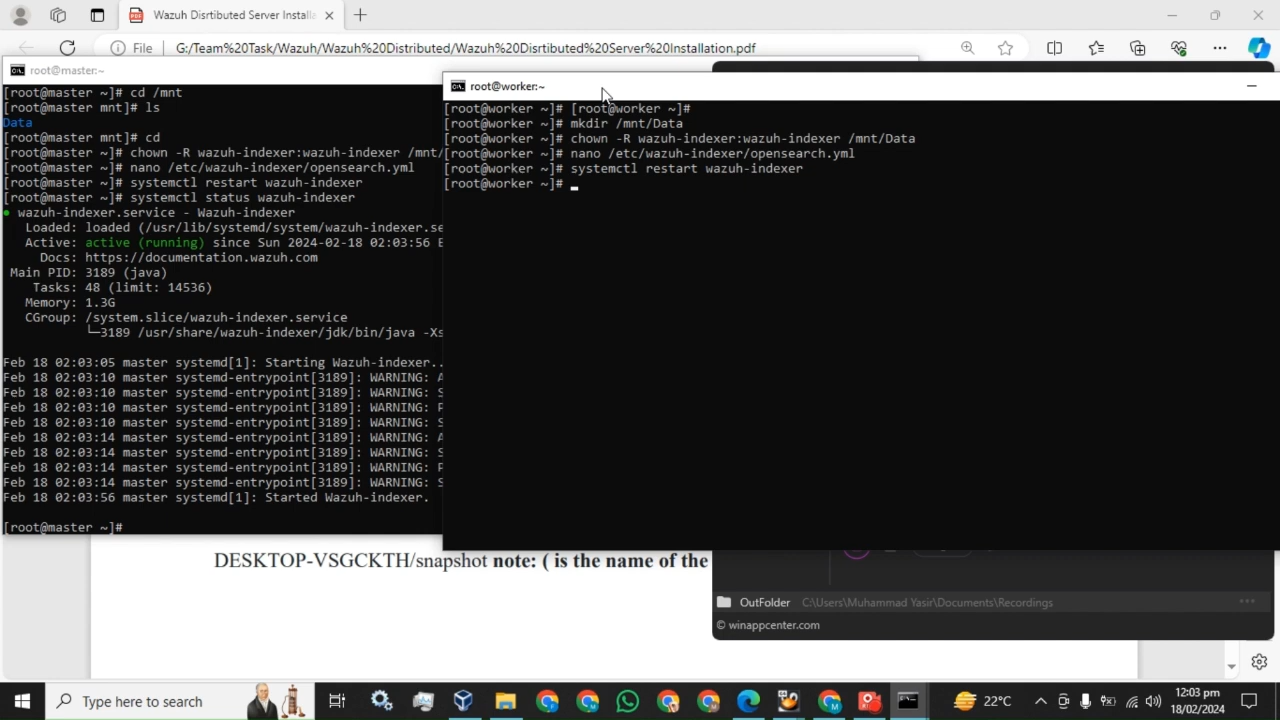 Wazuh Disrtibuted Server Installa
File
G:/Team%20Task/Wazuh/Wazuh%20Distributed/Wazuh%20Disrtibuted%20Server%20Installation.pdf
root@master:~
[root@master ~]# cd /mnt
[root@master mnt]# ls
Data
[root@master mnt]# cd
[root@master ~]# chown -R wazuh-indexer:wazuh-indexer /mnt/
[root@master ~]# nano /etc/wazuh-indexer/opensearch.yml
[root@master ~]# systemctl restart wazuh-indexer
[root@master ~]# systemctl status wazuh-indexer
● wazuh-indexer.service - Wazuh-indexer
Loaded: loaded (/usr/lib/systemd/system/wazuh-indexer.se
Active: active (running) since Sun 2024-02-18 02:03:56 E
Docs: https://documentation.wazuh.com
Main PID: 3189 (java)
Tasks: 48 (limit: 14536)
Memory: 1.3G
CGroup: /system.slice/wazuh-indexer.service
└─3189 /usr/share/wazuh-indexer/jdk/bin/java -Xs
Feb 18 02:03:05 master systemd[1]: Starting Wazuh-indexer..
Feb 18 02:03:10 master systemd-entrypoint[3189]: WARNING: A
Feb 18 02:03:10 master systemd-entrypoint[3189]: WARNING: S
Feb 18 02:03:10 master systemd-entrypoint[3189]: WARNING: P
Feb 18 02:03:10 master systemd-entrypoint[3189]: WARNING: S
Feb 18 02:03:14 master systemd-entrypoint[3189]: WARNING: A
Feb 18 02:03:14 master systemd-entrypoint[3189]: WARNING: S
Feb 18 02:03:14 master systemd-entrypoint[3189]: WARNING: P
Feb 18 02:03:14 master systemd-entrypoint[3189]: WARNING: S
Feb 18 02:03:56 master systemd[1]: Started Wazuh-indexer.
[root@master ~]#
root@worker:~
[root@worker ~]# [root@worker ~]#
[root@worker ~]# mkdir /mnt/Data
[root@worker ~]# chown -R wazuh-indexer:wazuh-indexer /mnt/Data
[root@worker ~]# nano /etc/wazuh-indexer/opensearch.yml
[root@worker ~]# systemctl restart wazuh-indexer
[root@worker ~]#
DESKTOP-VSGCKTH/snapshot note: ( is the name of the
OutFolder C:\Users\Muhammad Yasir\Documents\Recordings
© winappcenter.com
Type here to search
22°C
12:03 pm
18/02/2024